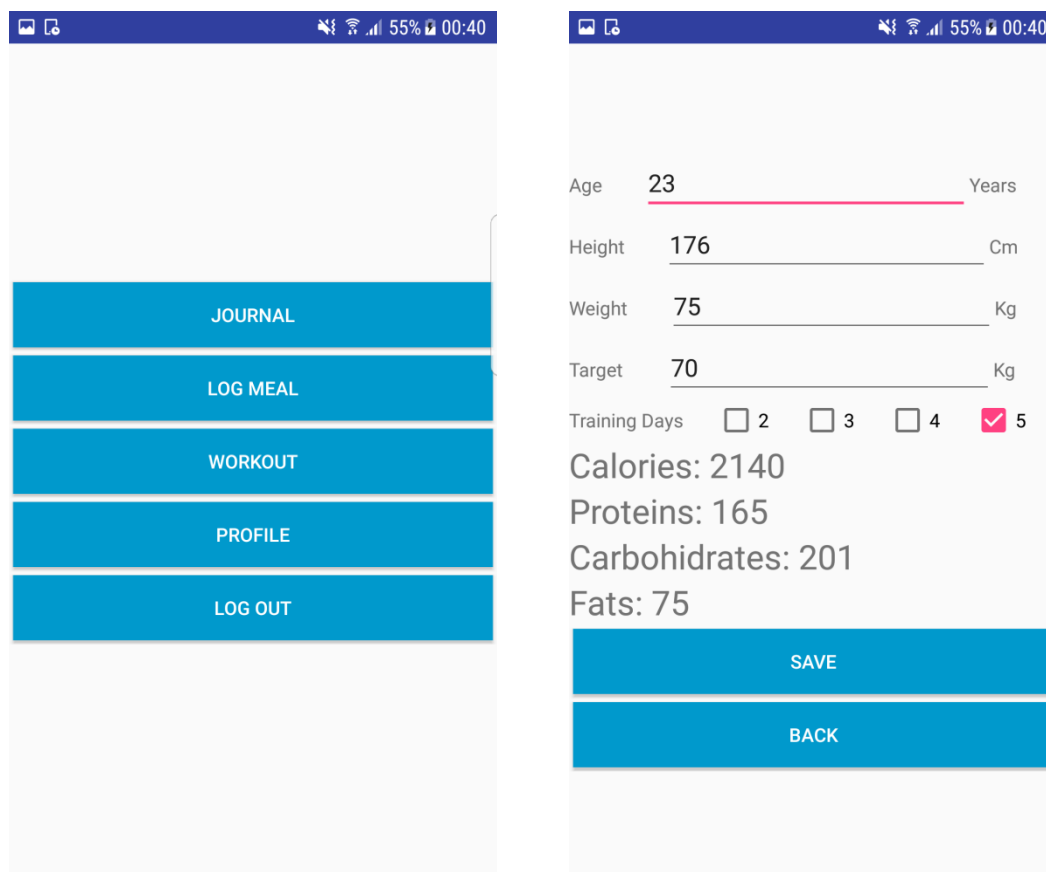 55% 00:40
JOURNAL
LOG MEAL
WORKOUT
PROFILE
LOG OUT
55% 00:40
Age 23 Years
Height 176 Cm
Weight 75 Kg
Target 70 Kg
Training Days 2 3 4 5
Calories: 2140
Proteins: 165
Carbohidrates: 201
Fats: 75
SAVE
BACK